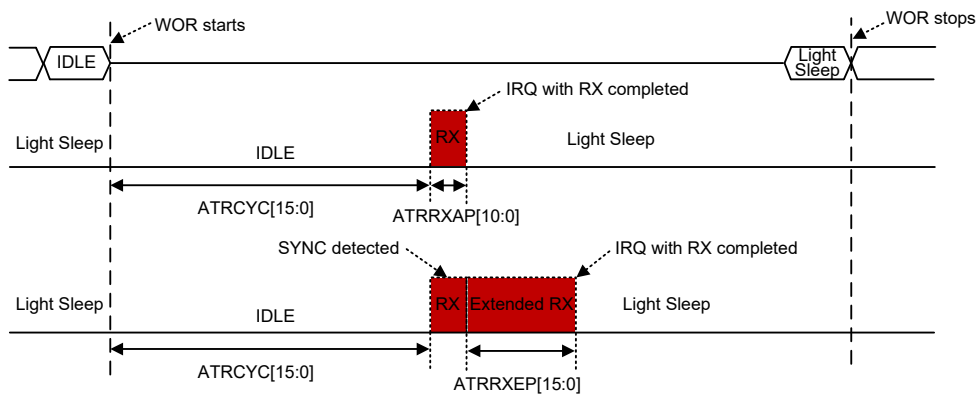 WOR starts
WOR stops
IDLE
Light
Sleep
IRQ with RX completed
Light Sleep
IDLE
RX
Light Sleep
ATRCYC[15:0]
ATRRXAP[10:0]
SYNC detected
IRQ with RX completed
Light Sleep
IDLE
RX
Extended RX
Light Sleep
ATRCYC[15:0]
ATRRXEP[15:0]